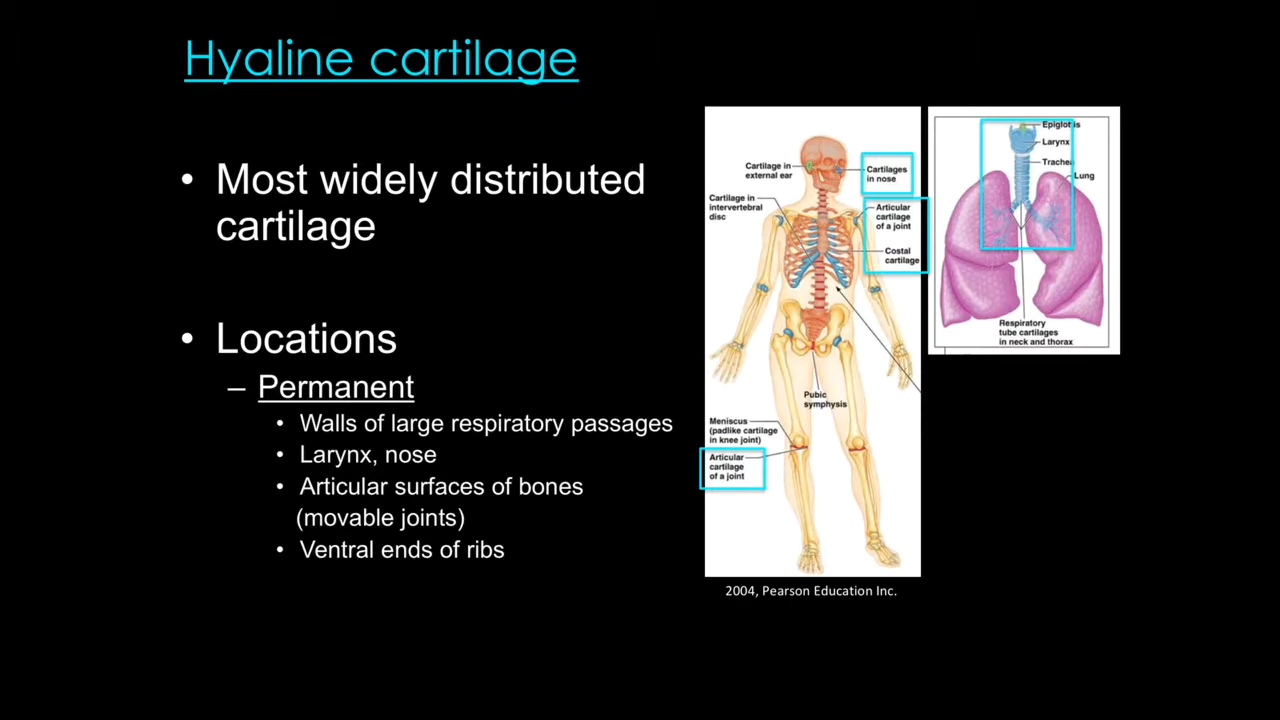 Hyaline cartilage
• Most widely distributed
cartilage
• Locations
– Permanent
• Walls of large respiratory passages
• Larynx, nose
• Articular surfaces of bones
(movable joints)
• Ventral ends of ribs
Cartilage in
external ear
Cartilages
in nose
Cartilage in
intervertebral
disc
Articular
cartilage
of a joint
Costal
cartilage
Pubic
symphysis
Meniscus
(padlike cartilage
in knee joint)
Articular
cartilage
of a joint
2004, Pearson Education Inc.
Epiglottis
Larynx
Trachea
Lung
Respiratory
tube cartilages
in neck and thorax